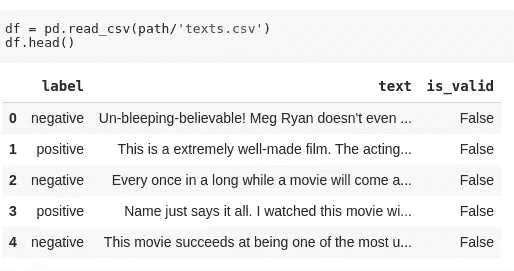 df = pd.read_csv(path/'texts.csv')
df.head()
label text is_valid
0 negative Un-bleeping-believable! Meg Ryan doesn't even ... False
1 positive This is a extremely well-made film. The acting... False
2 negative Every once in a long while a movie will come a... False
3 positive Name just says it all. I watched this movie wi... False
4 negative This movie succeeds at being one of the most u... False